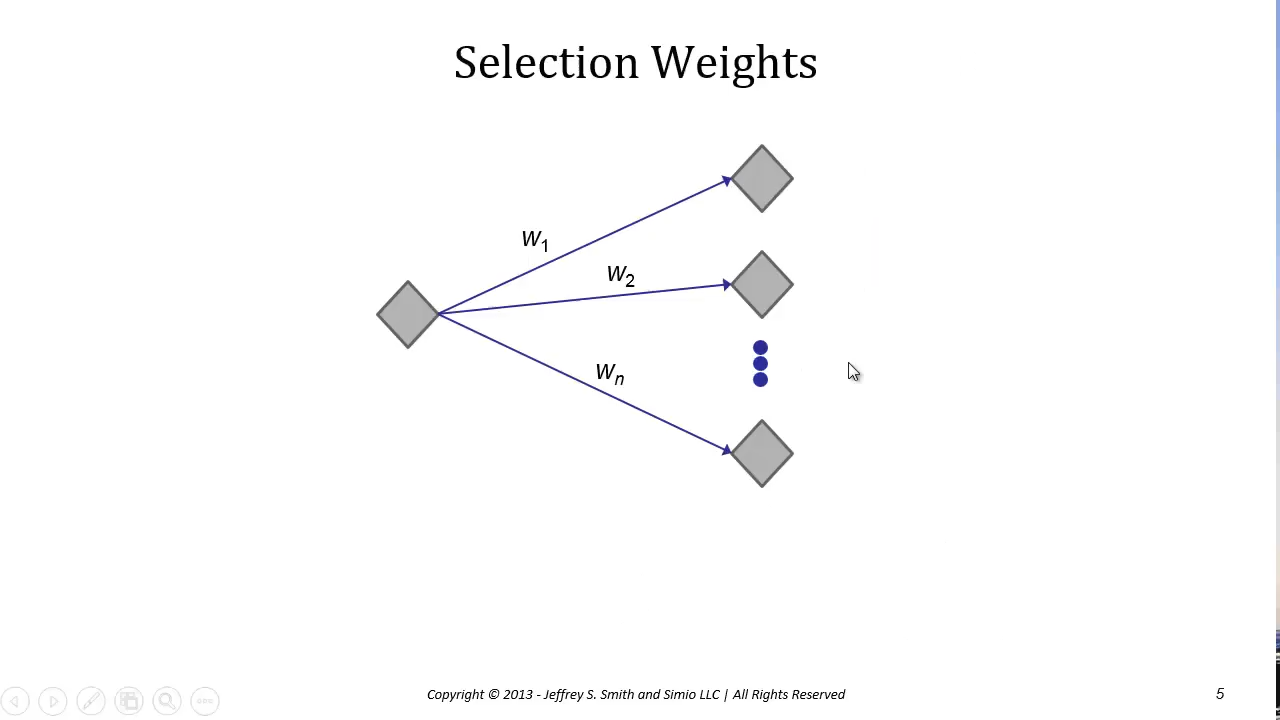 Selection Weights
w1
w2
wn
Copyright © 2013 - Jeffrey S. Smith and Simio LLC | All Rights Reserved
5